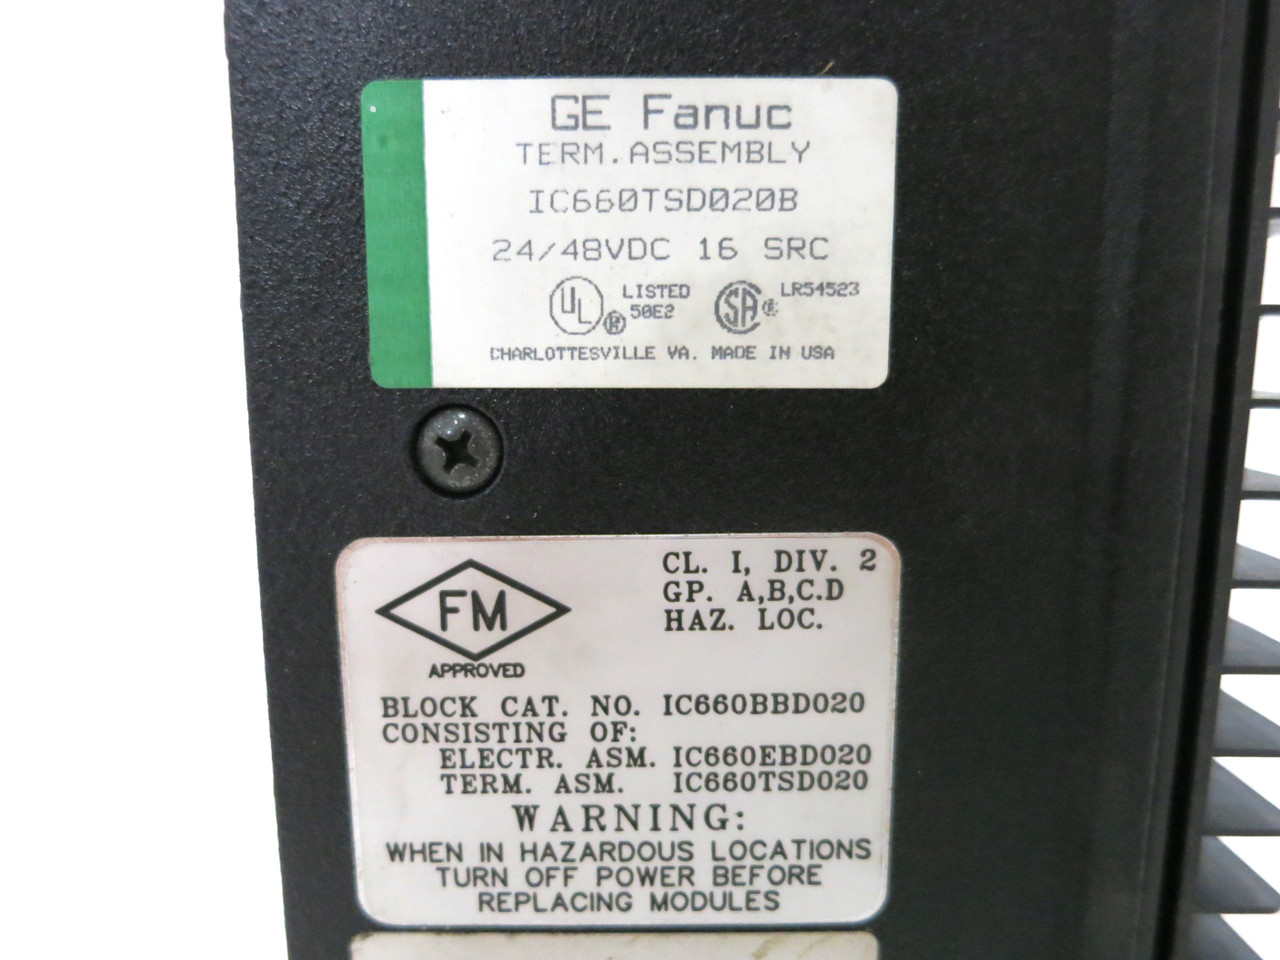 GE Fanuc
TERM. ASSEMBLY
IC660TSD020B
24/48VDC 16 SRC
UL ® LISTED 50E2 SA LR54523
CHARLOTTESVILLE VA. MADE IN USA
FM
APPROVED
CL. I, DIV. 2
GP. A,B,C.D
HAZ. LOC.
BLOCK CAT. NO. IC660BBD020
CONSISTING OF:
ELECTR. ASM. IC660EBD020
TERM. ASM. IC660TSD020
WARNING:
WHEN IN HAZARDOUS LOCATIONS
TURN OFF POWER BEFORE
REPLACING MODULES